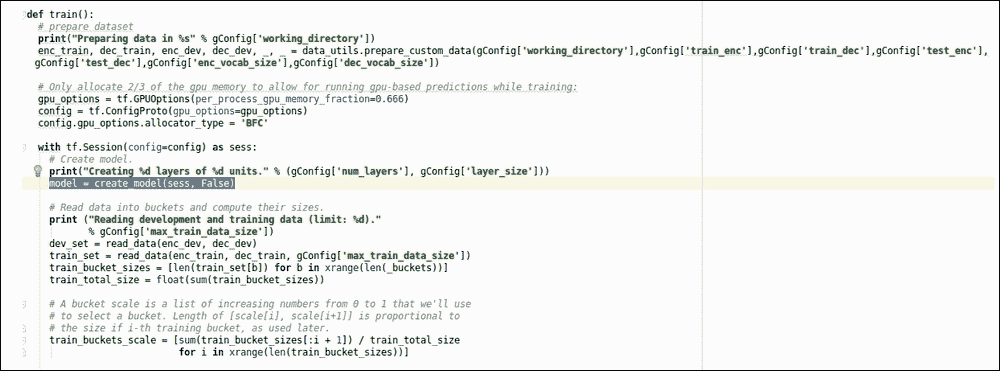 def train():
# prepare dataset
print("Preparing data in %s" % gConfig['working_directory'])
enc_train, dec_train, enc_dev, dec_dev, _, _ = data_utils.prepare_custom_data(gConfig['working_directory'],gConfig['train_enc'],gConfig['train_dec'],gConfig['test_enc'],
gConfig['test_dec'],gConfig['enc_vocab_size'],gConfig['dec_vocab_size'])
# Only allocate 2/3 of the gpu memory to allow for running gpu-based predictions while training:
gpu_options = tf.GPUOptions(per_process_gpu_memory_fraction=0.666)
config = tf.ConfigProto(gpu_options=gpu_options)
config.gpu_options.allocator_type = 'BFC'
with tf.Session(config=config) as sess:
# Create model.
print("Creating %d layers of %d units." % (gConfig['num_layers'], gConfig['layer_size']))
model = create_model(sess, False)
# Read data into buckets and compute their sizes.
print ("Reading development and training data (limit: %d)."
% gConfig['max_train_data_size'])
dev_set = read_data(enc_dev, dec_dev)
train_set = read_data(enc_train, dec_train, gConfig['max_train_data_size'])
train_bucket_sizes = [len(train_set[b]) for b in xrange(len(_buckets))]
train_total_size = float(sum(train_bucket_sizes))
# A bucket scale is a list of increasing numbers from 0 to 1 that we'll use
# to select a bucket. Length of [scale[i], scale[i+1]] is proportional to
# the size if i-th training bucket, as used later.
train_buckets_scale = [sum(train_bucket_sizes[:i + 1]) / train_total_size
for i in xrange(len(train_bucket_sizes))]